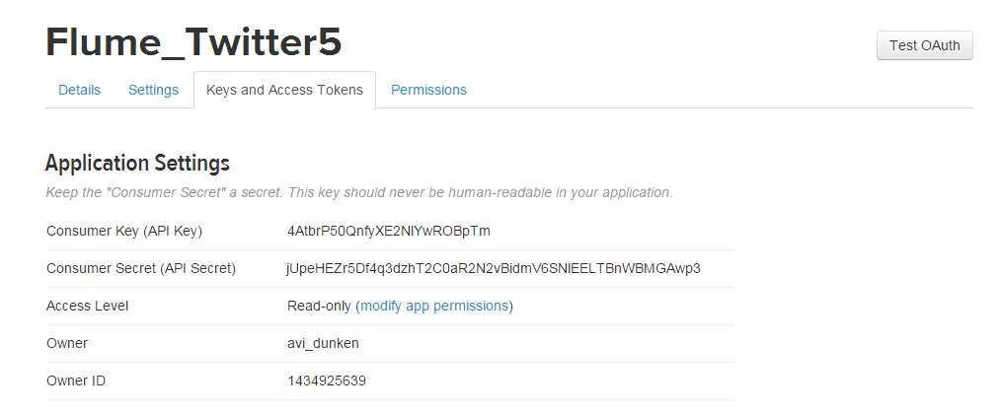 Flume_Twitter5
Test OAuth
Details
Settings
Keys and Access Tokens
Permissions
Application Settings
Keep the "Consumer Secret" a secret. This key should never be human-readable in your application.
Consumer Key (API Key)
Consumer Secret (API Secret)
Access Level Read-only (modify app permissions)
Owner avi_dunken
Owner ID 1434925639